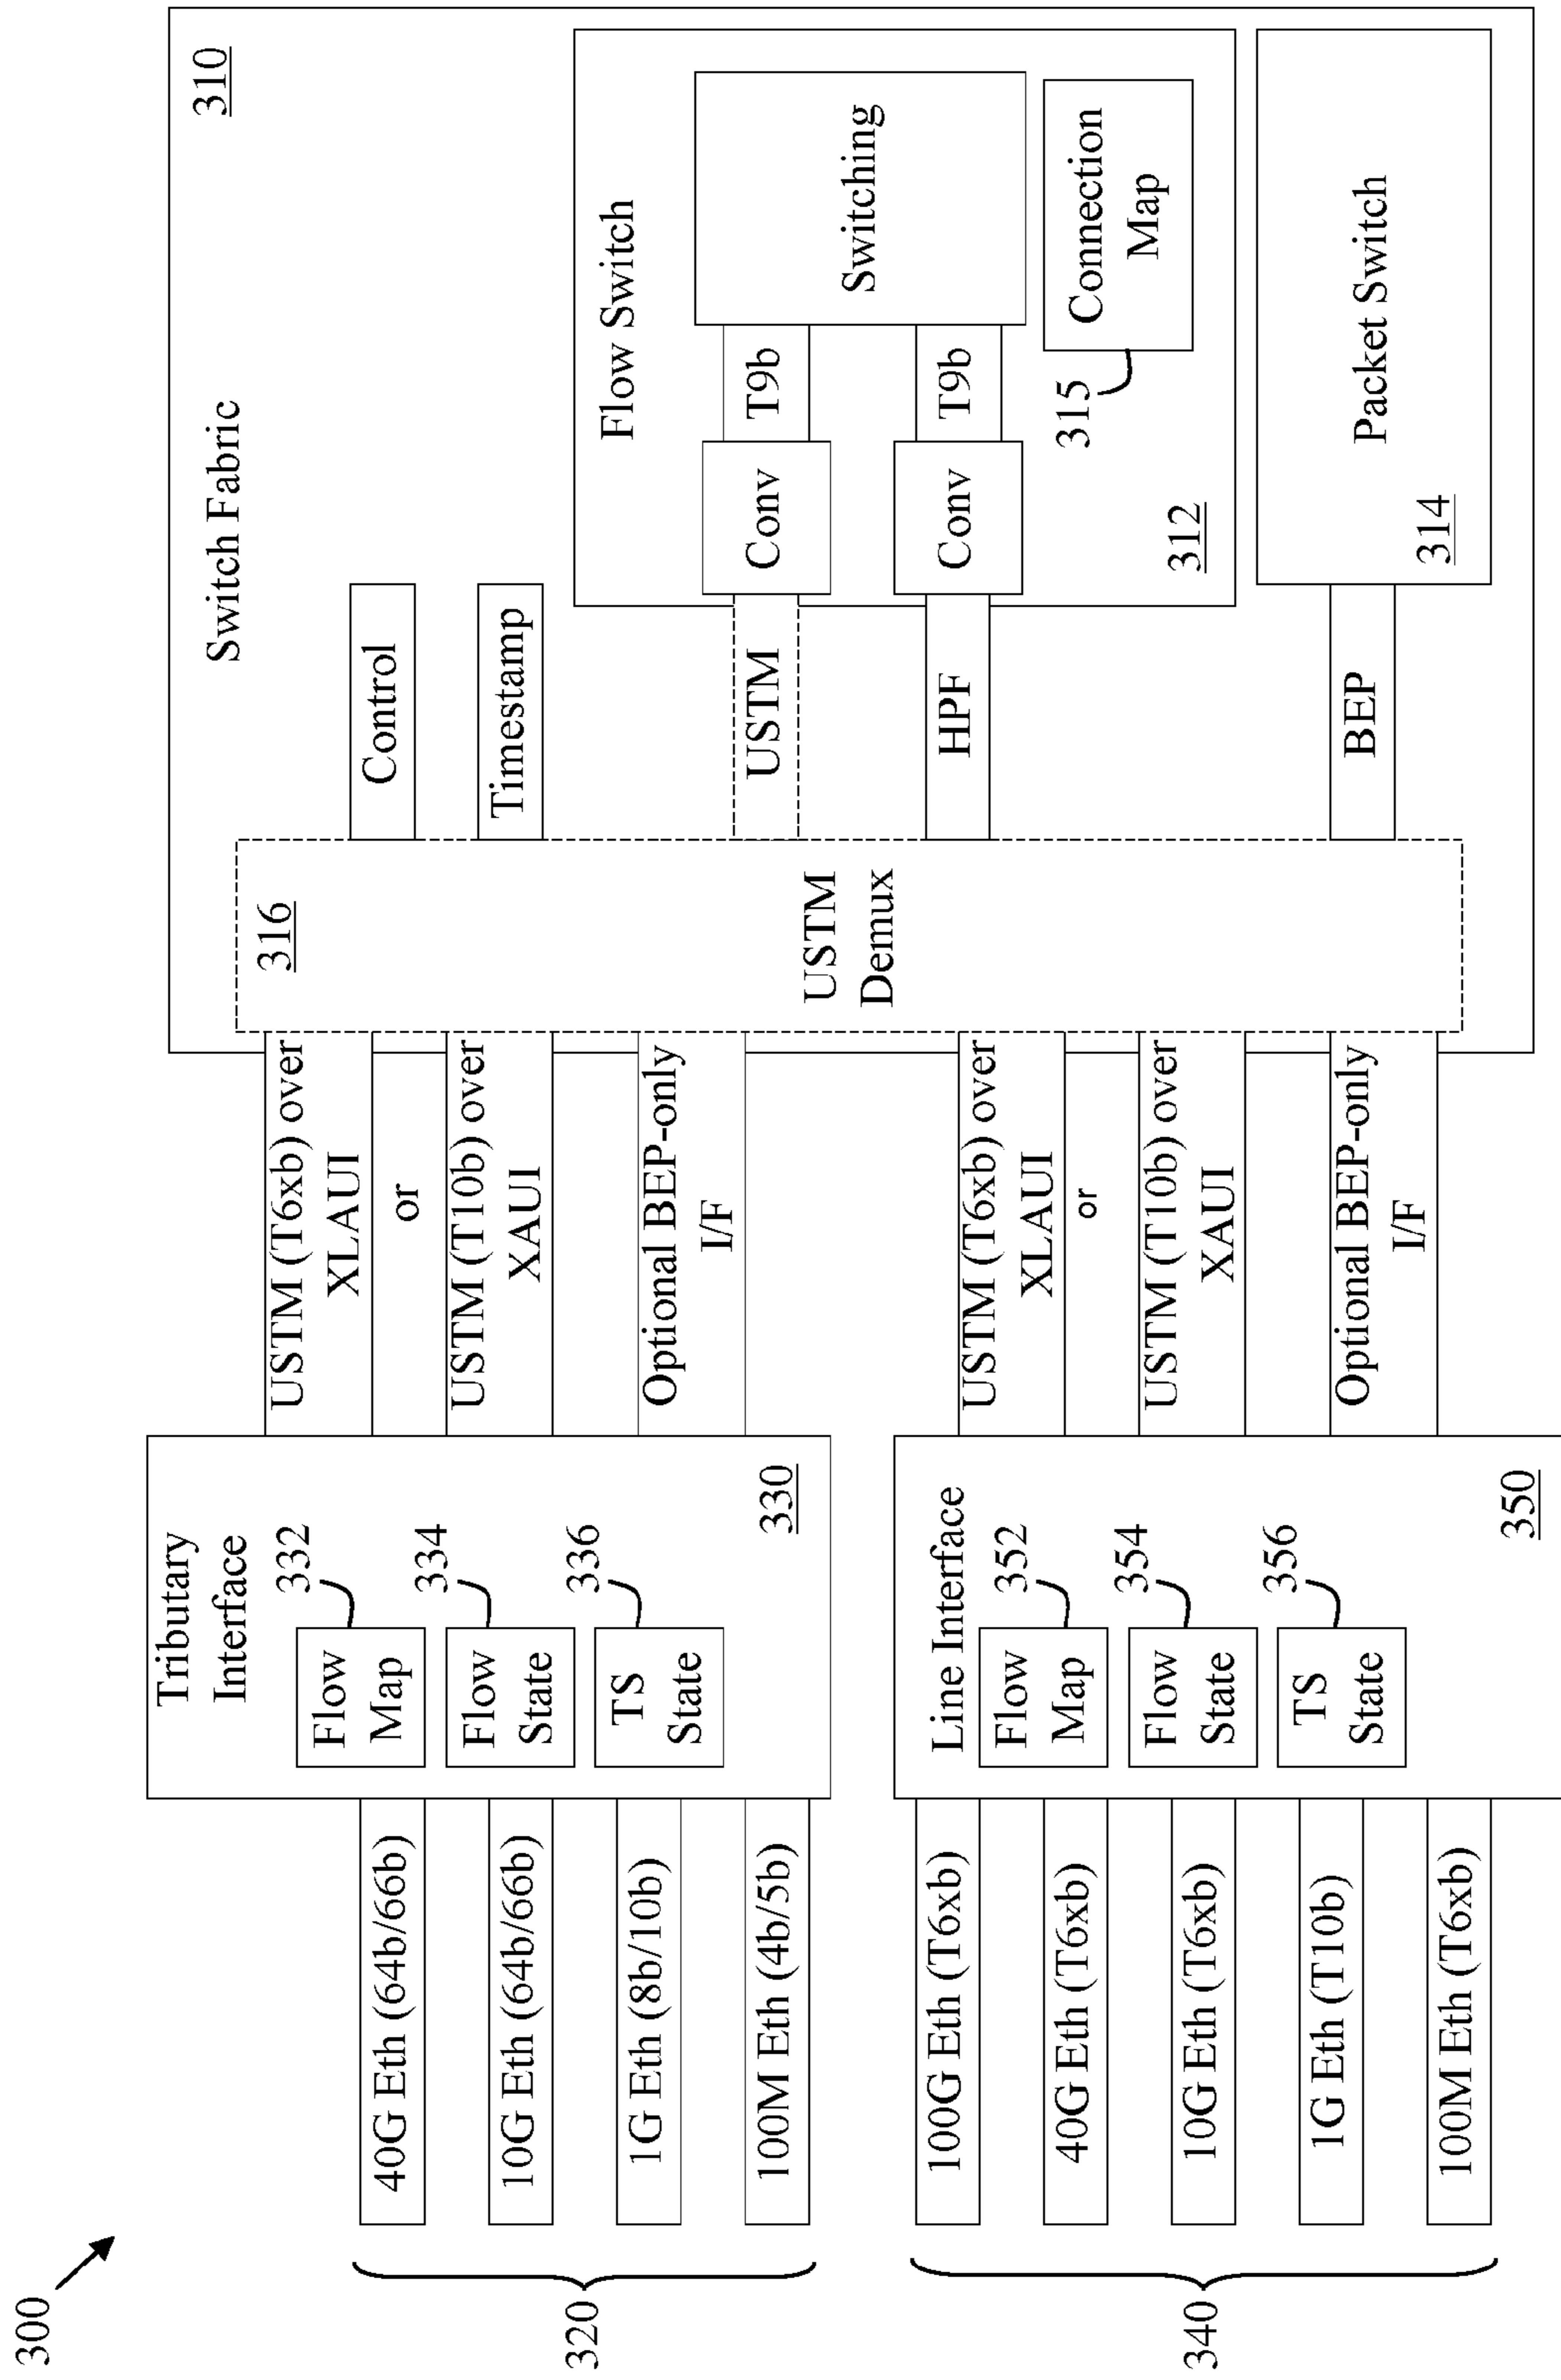 300
320
40G Eth (64b/66b)
10G Eth (64b/66b)
1G Eth (8b/10b)
100M Eth (4b/5b)
Tributary
Interface
Flow
Map
332
Flow
State
334
TS
State
336
330
USTM (T6xb) over
XLAUI
or
USTM (T10b) over
XAUI
Optional BEP-only
I/F
340
100G Eth (T6xb)
40G Eth (T6xb)
10G Eth (T6xb)
1G Eth (T10b)
100M Eth (T6xb)
Line Interface
Flow
Map
352
Flow
State
354
TS
State
356
350
USTM (T6xb) over
XLAUI
or
USTM (T10b) over
XAUI
Optional BEP-only
I/F
Switch Fabric
310
316
USTM
Demux
Control
Timestamp
USTM
HPF
BEP
Flow Switch
Conv
T9b
Conv
T9b
Switching
312
315
Connection
Map
314
Packet Switch